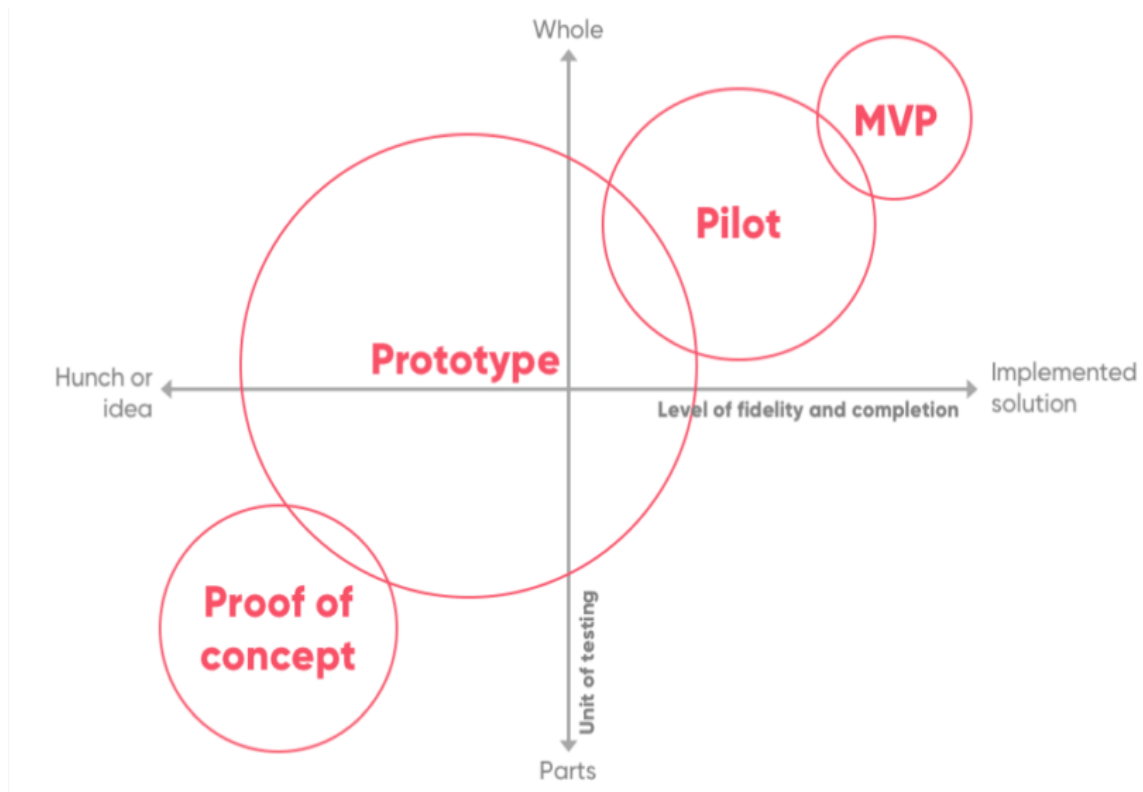 Whole
MVP
Pilot
Prototype
Hunch or
idea
Implemented
solution
Level of fidelity and completion
Proof of
concept
Unit of testing
Parts